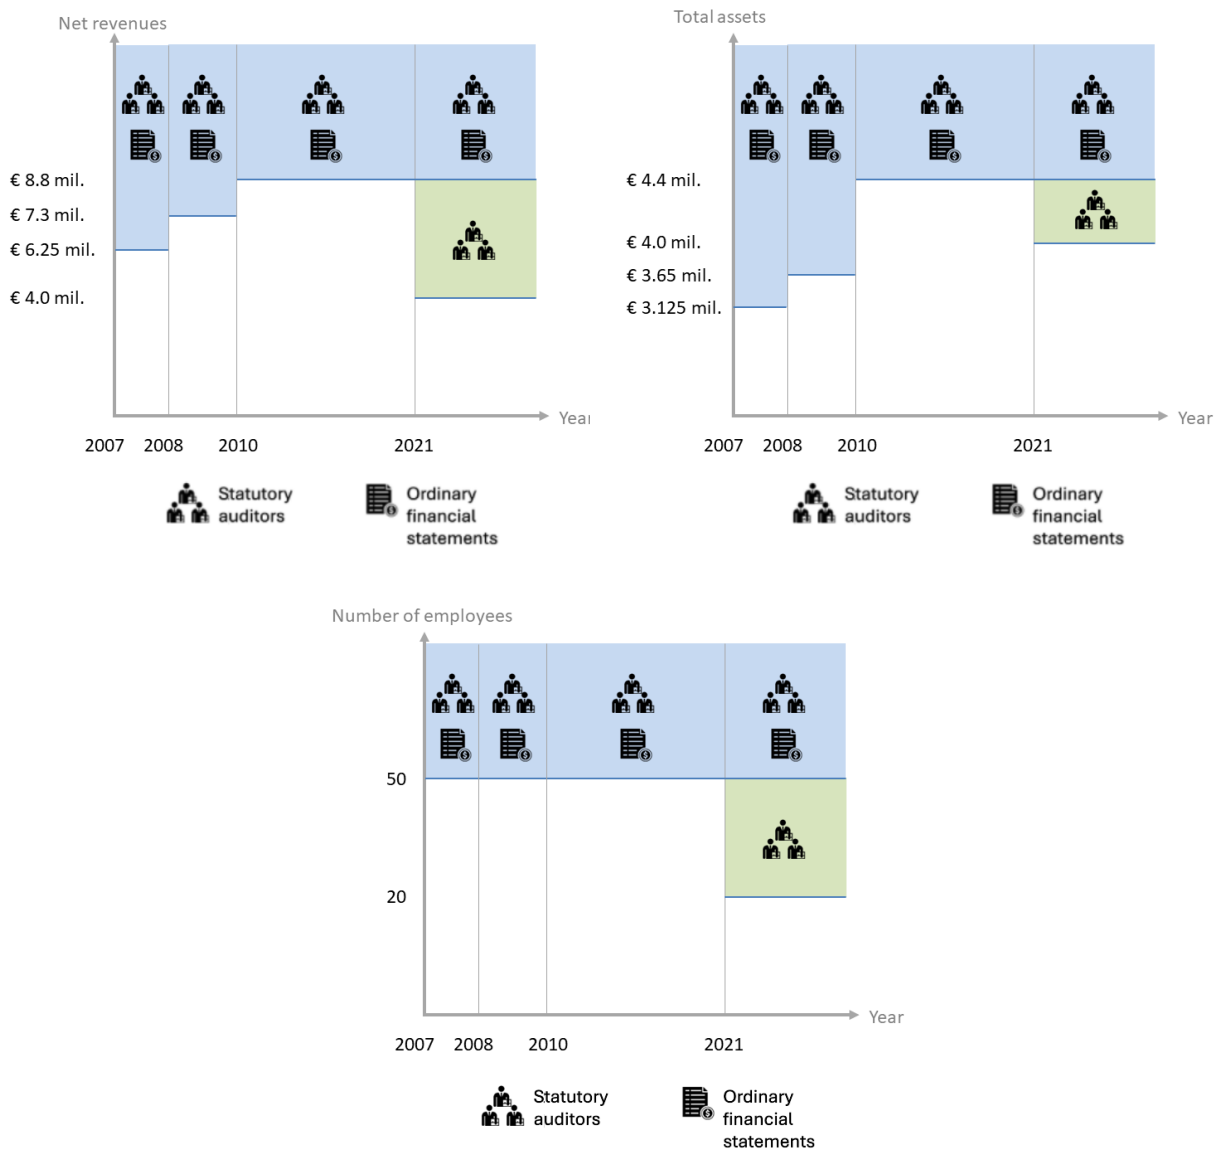 Net revenues
€ 8.8 mil.
€ 7.3 mil.
€ 6.25 mil.
€ 4.0 mil.
Year
2007 2008 2010 2021
Statutory
auditors
Ordinary
financial
statements
Total assets
€ 4.4 mil.
€ 4.0 mil.
€ 3.65 mil.
€ 3.125 mil.
Year
2007 2008 2010 2021
Statutory
auditors
Ordinary
financial
statements
Number of employees
50
20
Year
2007 2008 2010 2021
Statutory
auditors
Ordinary
financial
statements